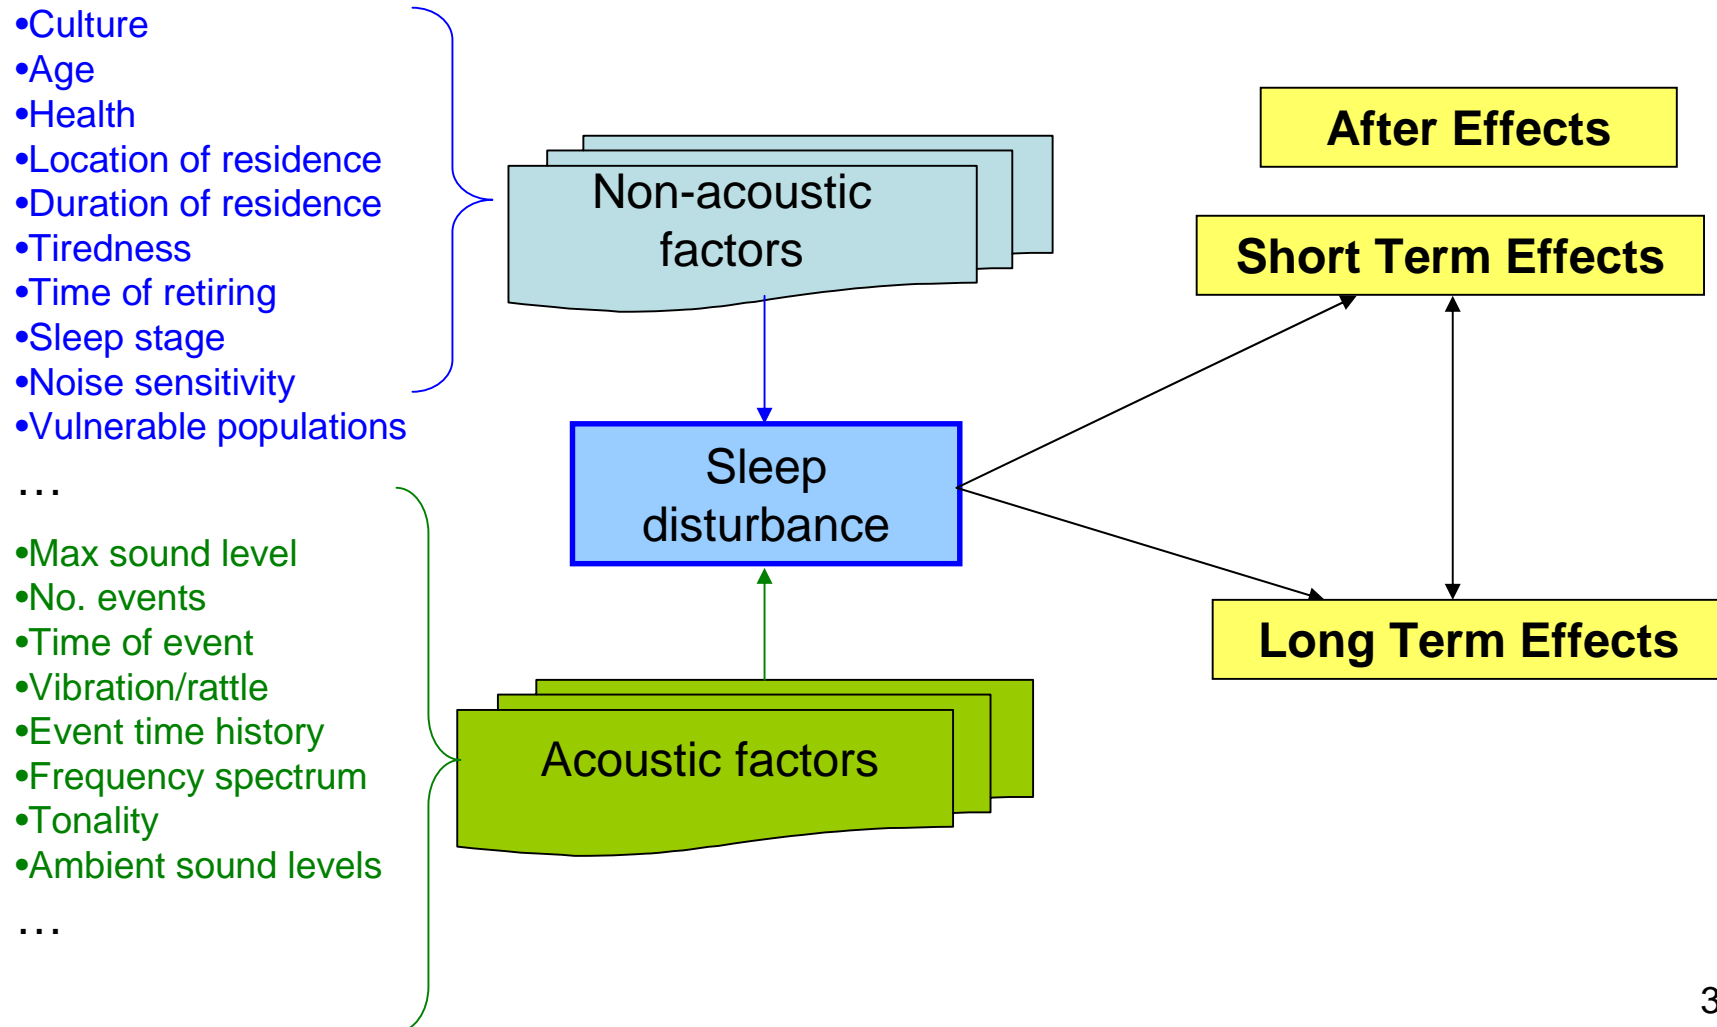 •Culture
•Age
•Health
•Location of residence
•Duration of residence
•Tiredness
•Time of retiring
•Sleep stage
•Noise sensitivity
•Vulnerable populations
…
•Max sound level
•No. events
•Time of event
•Vibration/rattle
•Event time history
•Frequency spectrum
•Tonality
•Ambient sound levels
…
Non-acoustic
factors
Sleep
disturbance
Acoustic factors
After Effects
Short Term Effects
Long Term Effects
3